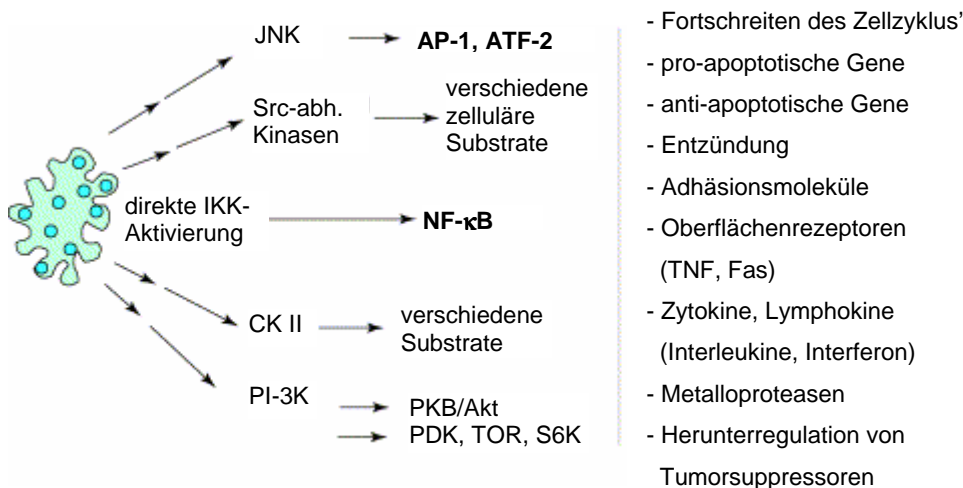 JNK
AP-1, ATF-2
Src-abh.
Kinasen
verschiedene
zelluläre
Substrate
direkte IKK-
Aktivierung
NF-κB
CK II
verschiedene
Substrate
PI-3K
PKB/Akt
PDK, TOR, S6K
- Fortschreiten des Zellzyklus’
- pro-apoptotische Gene
- anti-apoptotische Gene
- Entzündung
- Adhäsionsmoleküle
- Oberflächenrezeptoren
(TNF, Fas)
- Zytokine, Lymphokine
(Interleukine, Interferon)
- Metalloproteasen
- Herunterregulation von
Tumorsuppressoren